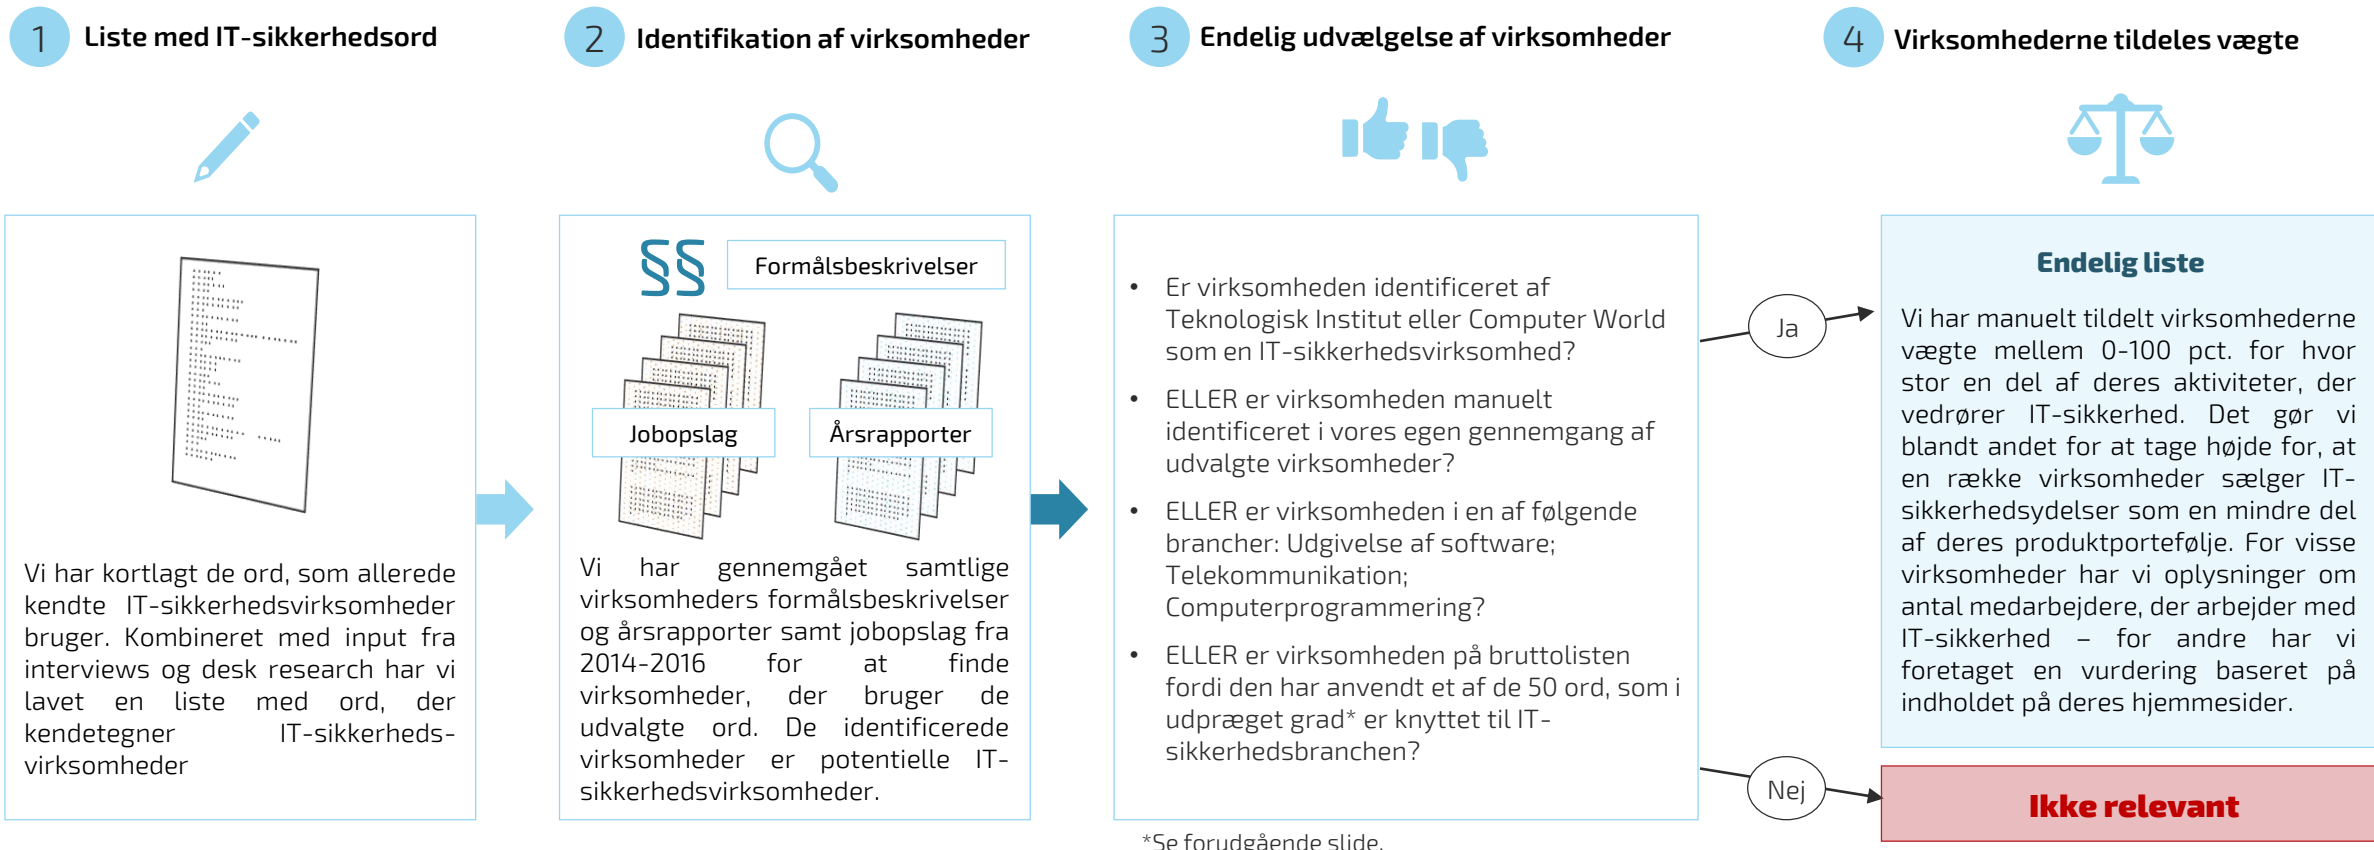 1
Liste med IT-sikkerhedsord
Vi har kortlagt de ord, som allerede
kendte IT-sikkerhedsvirksomheder
bruger. Kombineret med input fra
interviews og desk research har vi
lavet en liste med ord, der
kendetegner IT-sikkerheds-
virksomheder
2
Identifikation af virksomheder
§§
Formålsbeskrivelser
Jobopslag
Årsrapporter
Vi har gennemgået samtlige
virksomheders formålsbeskrivelser
og årsrapporter samt jobopslag fra
2014-2016 for at finde
virksomheder, der bruger de
udvalgte ord. De identificerede
virksomheder er potentielle IT-
sikkerhedsvirksomheder.
3
Endelig udvælgelse af virksomheder
• Er virksomheden identificeret af
Teknologisk Institut eller Computer World
som en IT-sikkerhedsvirksomhed?
• ELLER er virksomheden manuelt
identificeret i vores egen gennemgang af
udvalgte virksomheder?
• ELLER er virksomheden i en af følgende
brancher: Udgivelse af software;
Telekommunikation;
Computerprogrammering?
• ELLER er virksomheden på bruttolisten
fordi den har anvendt et af de 50 ord, som i
udpræget grad* er knyttet til IT-
sikkerhedsbranchen?
*Se forudgående slide.
Ja
Nej
4
Virksomhederne tildeles vægte
Endelig liste
Vi har manuelt tildelt virksomhederne
vægte mellem 0-100 pct. for hvor
stor en del af deres aktiviteter, der
vedrører IT-sikkerhed. Det gør vi
blandt andet for at tage højde for, at
en række virksomheder sælger IT-
sikkerhedsydelser som en mindre del
af deres produktportefølje. For visse
virksomheder har vi oplysninger om
antal medarbejdere, der arbejder med
IT-sikkerhed – for andre har vi
foretaget en vurdering baseret på
indholdet på deres hjemmesider.
Ikke relevant